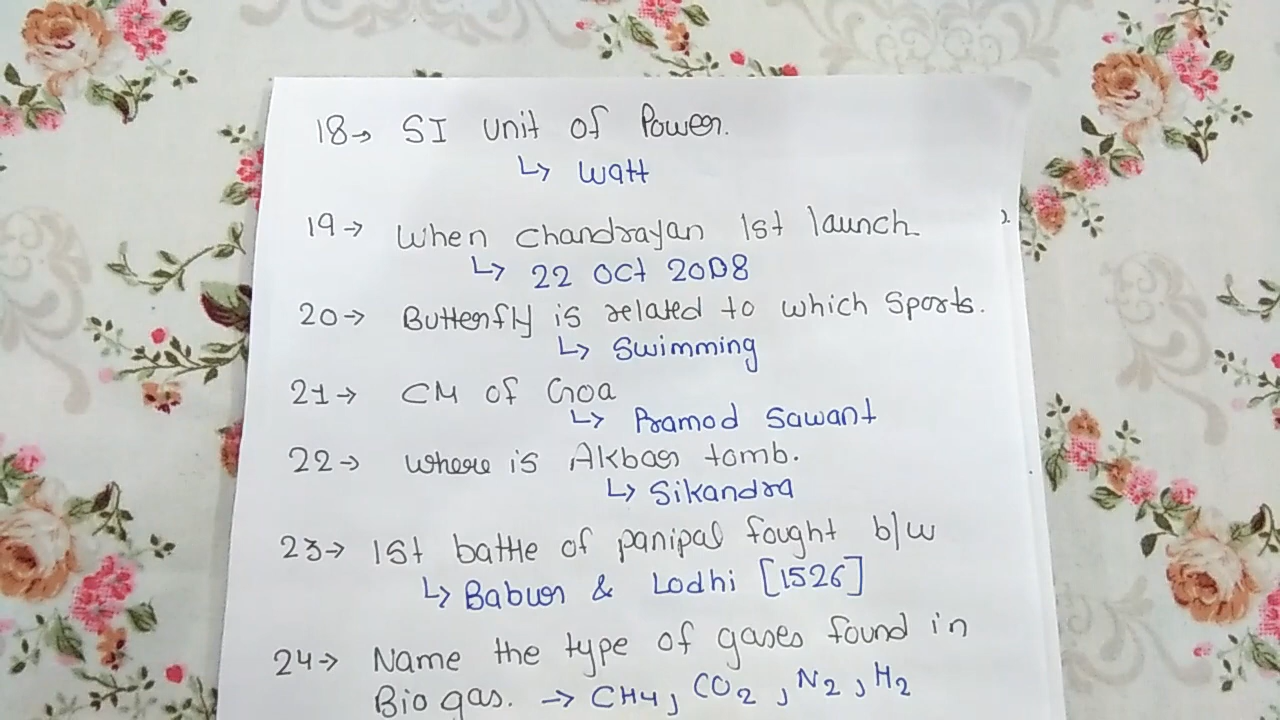 18→ SI unit of Power.
↳ Watt
19→ When Chandrayan 1st launch
↳ 22 Oct 2008
20→ Butterfly is related to which Sports.
↳ Swimming
21→ CM of Goa
↳ Pramod Sawant
22→ Where is Akbar tomb.
↳ Sikandra
23→ 1st battle of panipat fought b/w
↳ Babur & Lodhi [1526]
24→ Name the type of gases found in
Bio gas. → CH4, CO2, N2, H2